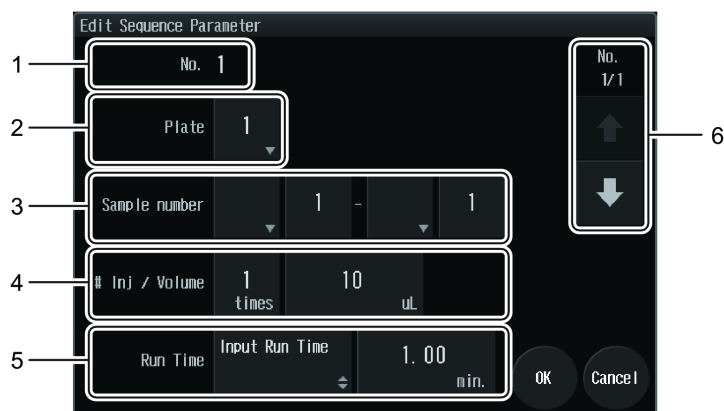 Edit Sequence Parameter
1
No. 1
No.
1/1
2
Plate 1
6
3
Sample number 1 - 1
4
# Inj / Volume 1 times 10 uL
5
Run Time Input Run Time 1.00 min.
OK
Cancel